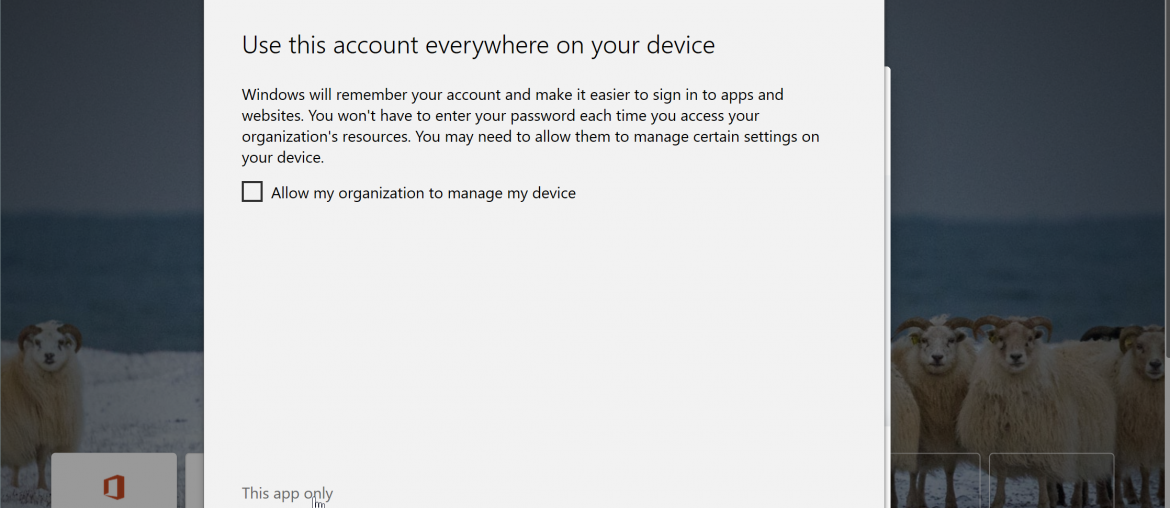 Use this account everywhere on your device
Windows will remember your account and make it easier to sign in to apps and
websites. You won't have to enter your password each time you access your
organization's resources. You may need to allow them to manage certain settings on
your device.
Allow my organization to manage my device
This app only